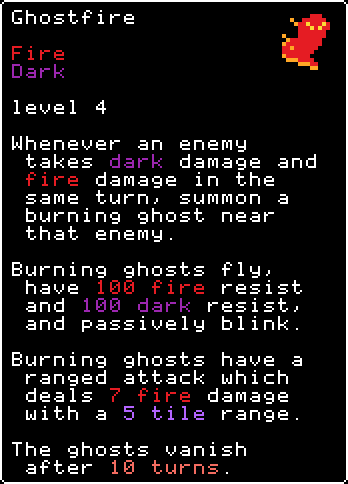 Ghostfire
Fire
Dark
level 4
Whenever an enemy
takes dark damage and
fire damage in the
same turn, summon a
burning ghost near
that enemy.
Burning ghosts fly,
have 100 fire resist
and 100 dark resist,
and passively blink.
Burning ghosts have a
ranged attack which
deals 7 fire damage
with a 5 tile range.
The ghosts vanish
after 10 turns.